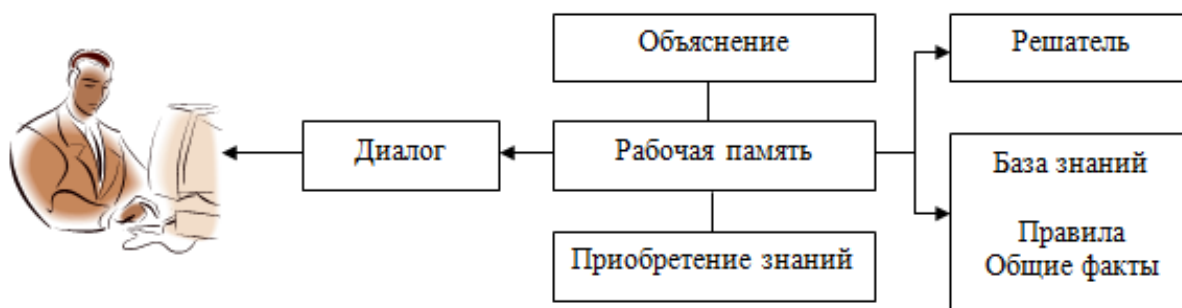 Объяснение
Решатель
Диалог
Рабочая память
База знаний
Правила
Общие факты
Приобретение знаний